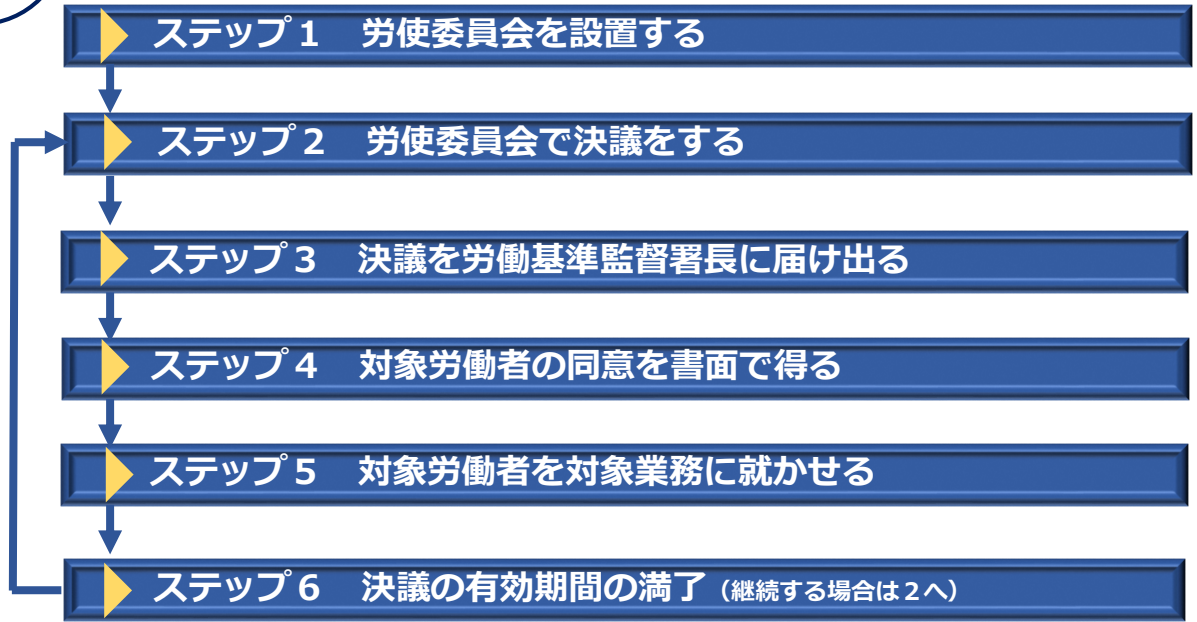 ステップ１　労使委員会を設置する
ステップ２　労使委員会で決議をする
ステップ３　決議を労働基準監督署長に届け出る
ステップ４　対象労働者の同意を書面で得る
ステップ５　対象労働者を対象業務に就かせる
ステップ６　決議の有効期間の満了（継続する場合は２へ）